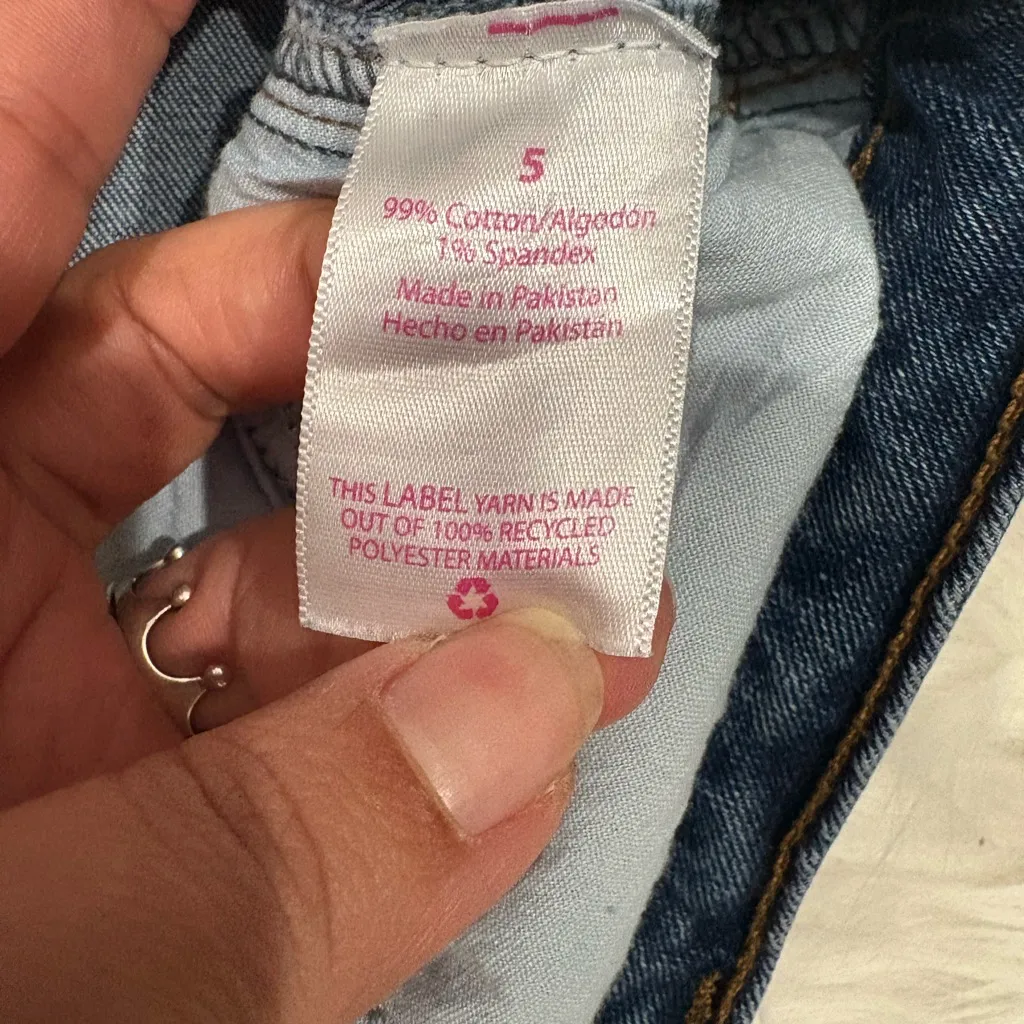 5
99% Cotton/Algodón
1% Spandex
Made in Pakistan
Hecho en Pakistan
THIS LABEL YARN IS MADE
OUT OF 100% RECYCLED
POLYESTER MATERIALS